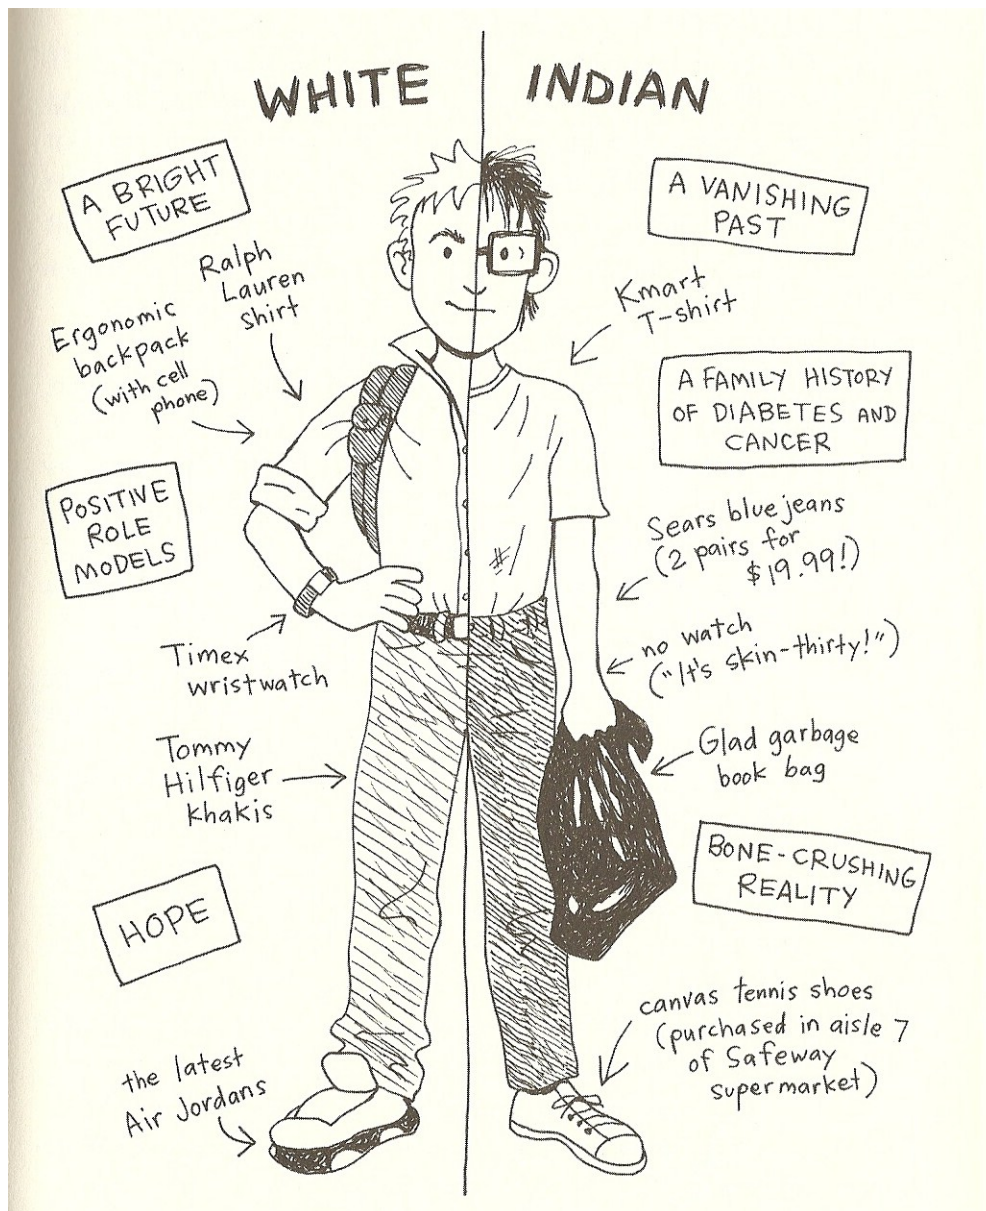 WHITE
INDIAN
A BRIGHT
FUTURE
Ralph
Lauren
shirt
Ergonomic
backpack
(with cell
phone)
POSITIVE
ROLE
MODELS
Timex
wristwatch
Tommy
Hilfiger
khakis
HOPE
the latest
Air Jordans
A VANISHING
PAST
Kmart
T-shirt
A FAMILY HISTORY
OF DIABETES AND
CANCER
Sears blue jeans
(2 pairs for
$19.99!)
no watch
("It's skin-thirty!")
Glad garbage
book bag
BONE-CRUSHING
REALITY
canvas tennis shoes
(purchased in aisle 7
of Safeway
supermarket)